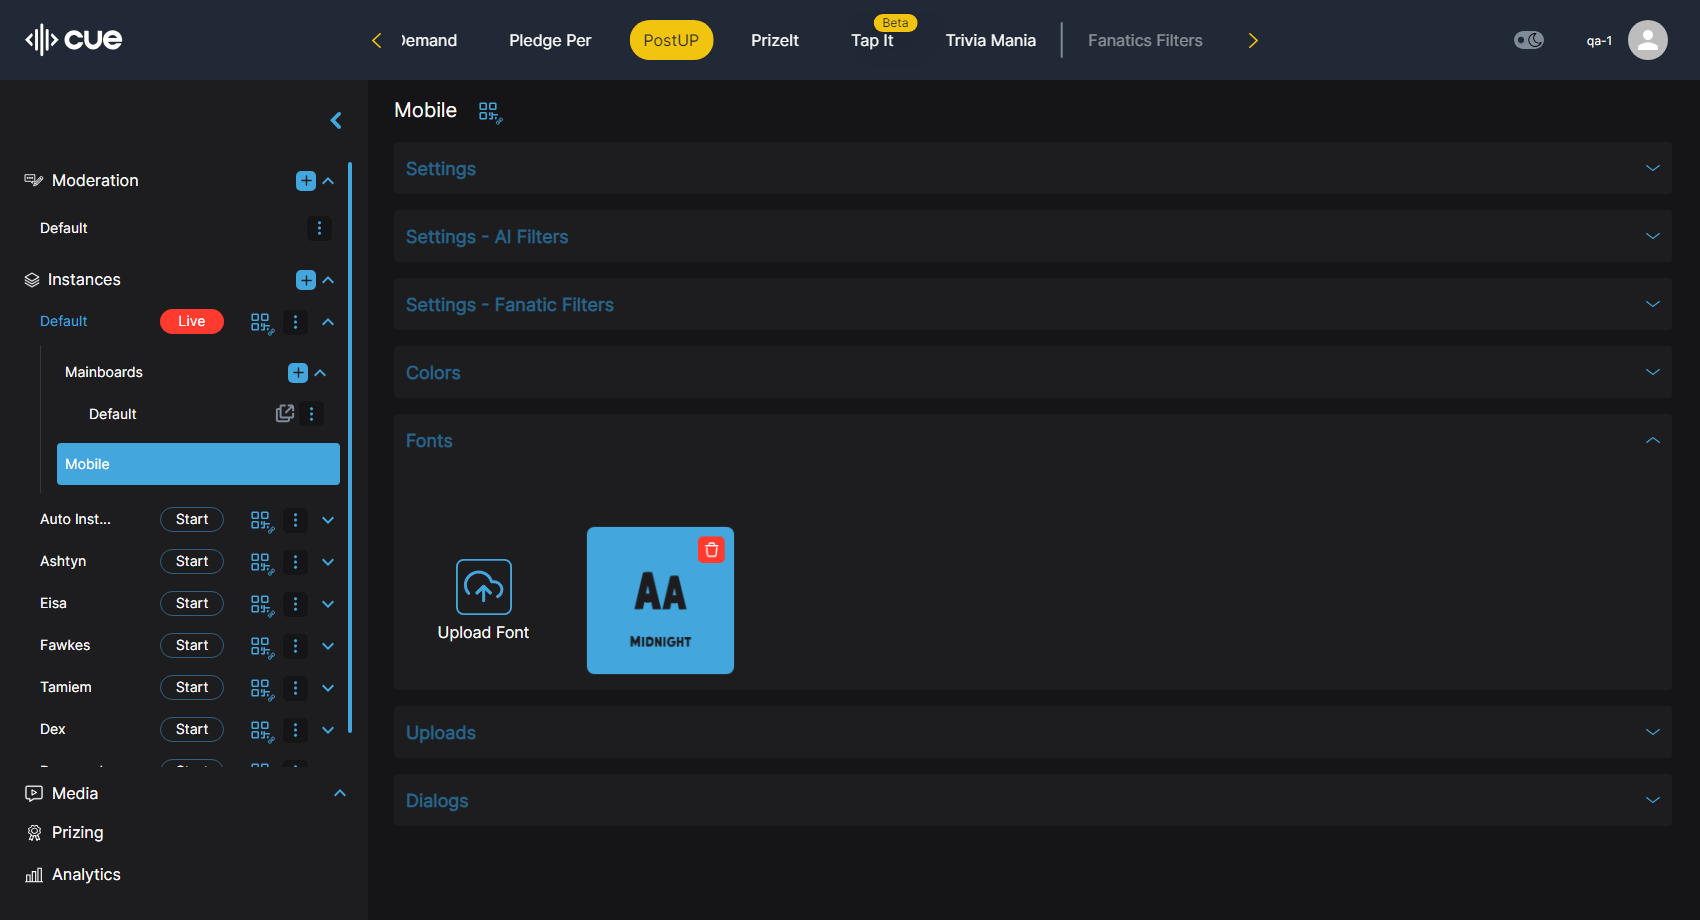 cue
Demand
Pledge Per
PostUP
PrizeIt
Beta
Tap It
Trivia Mania
Fanatics Filters
qa-1
Moderation
Default
Instances
Default
Live
Mainboards
Default
Mobile
Auto Inst...
Start
Ashtyn
Start
Eisa
Start
Fawkes
Start
Tamiem
Start
Dex
Start
Media
Prizing
Analytics
Mobile
Settings
Settings - AI Filters
Settings - Fanatic Filters
Colors
Fonts
Upload Font
AA
MIDNIGHT
Uploads
Dialogs